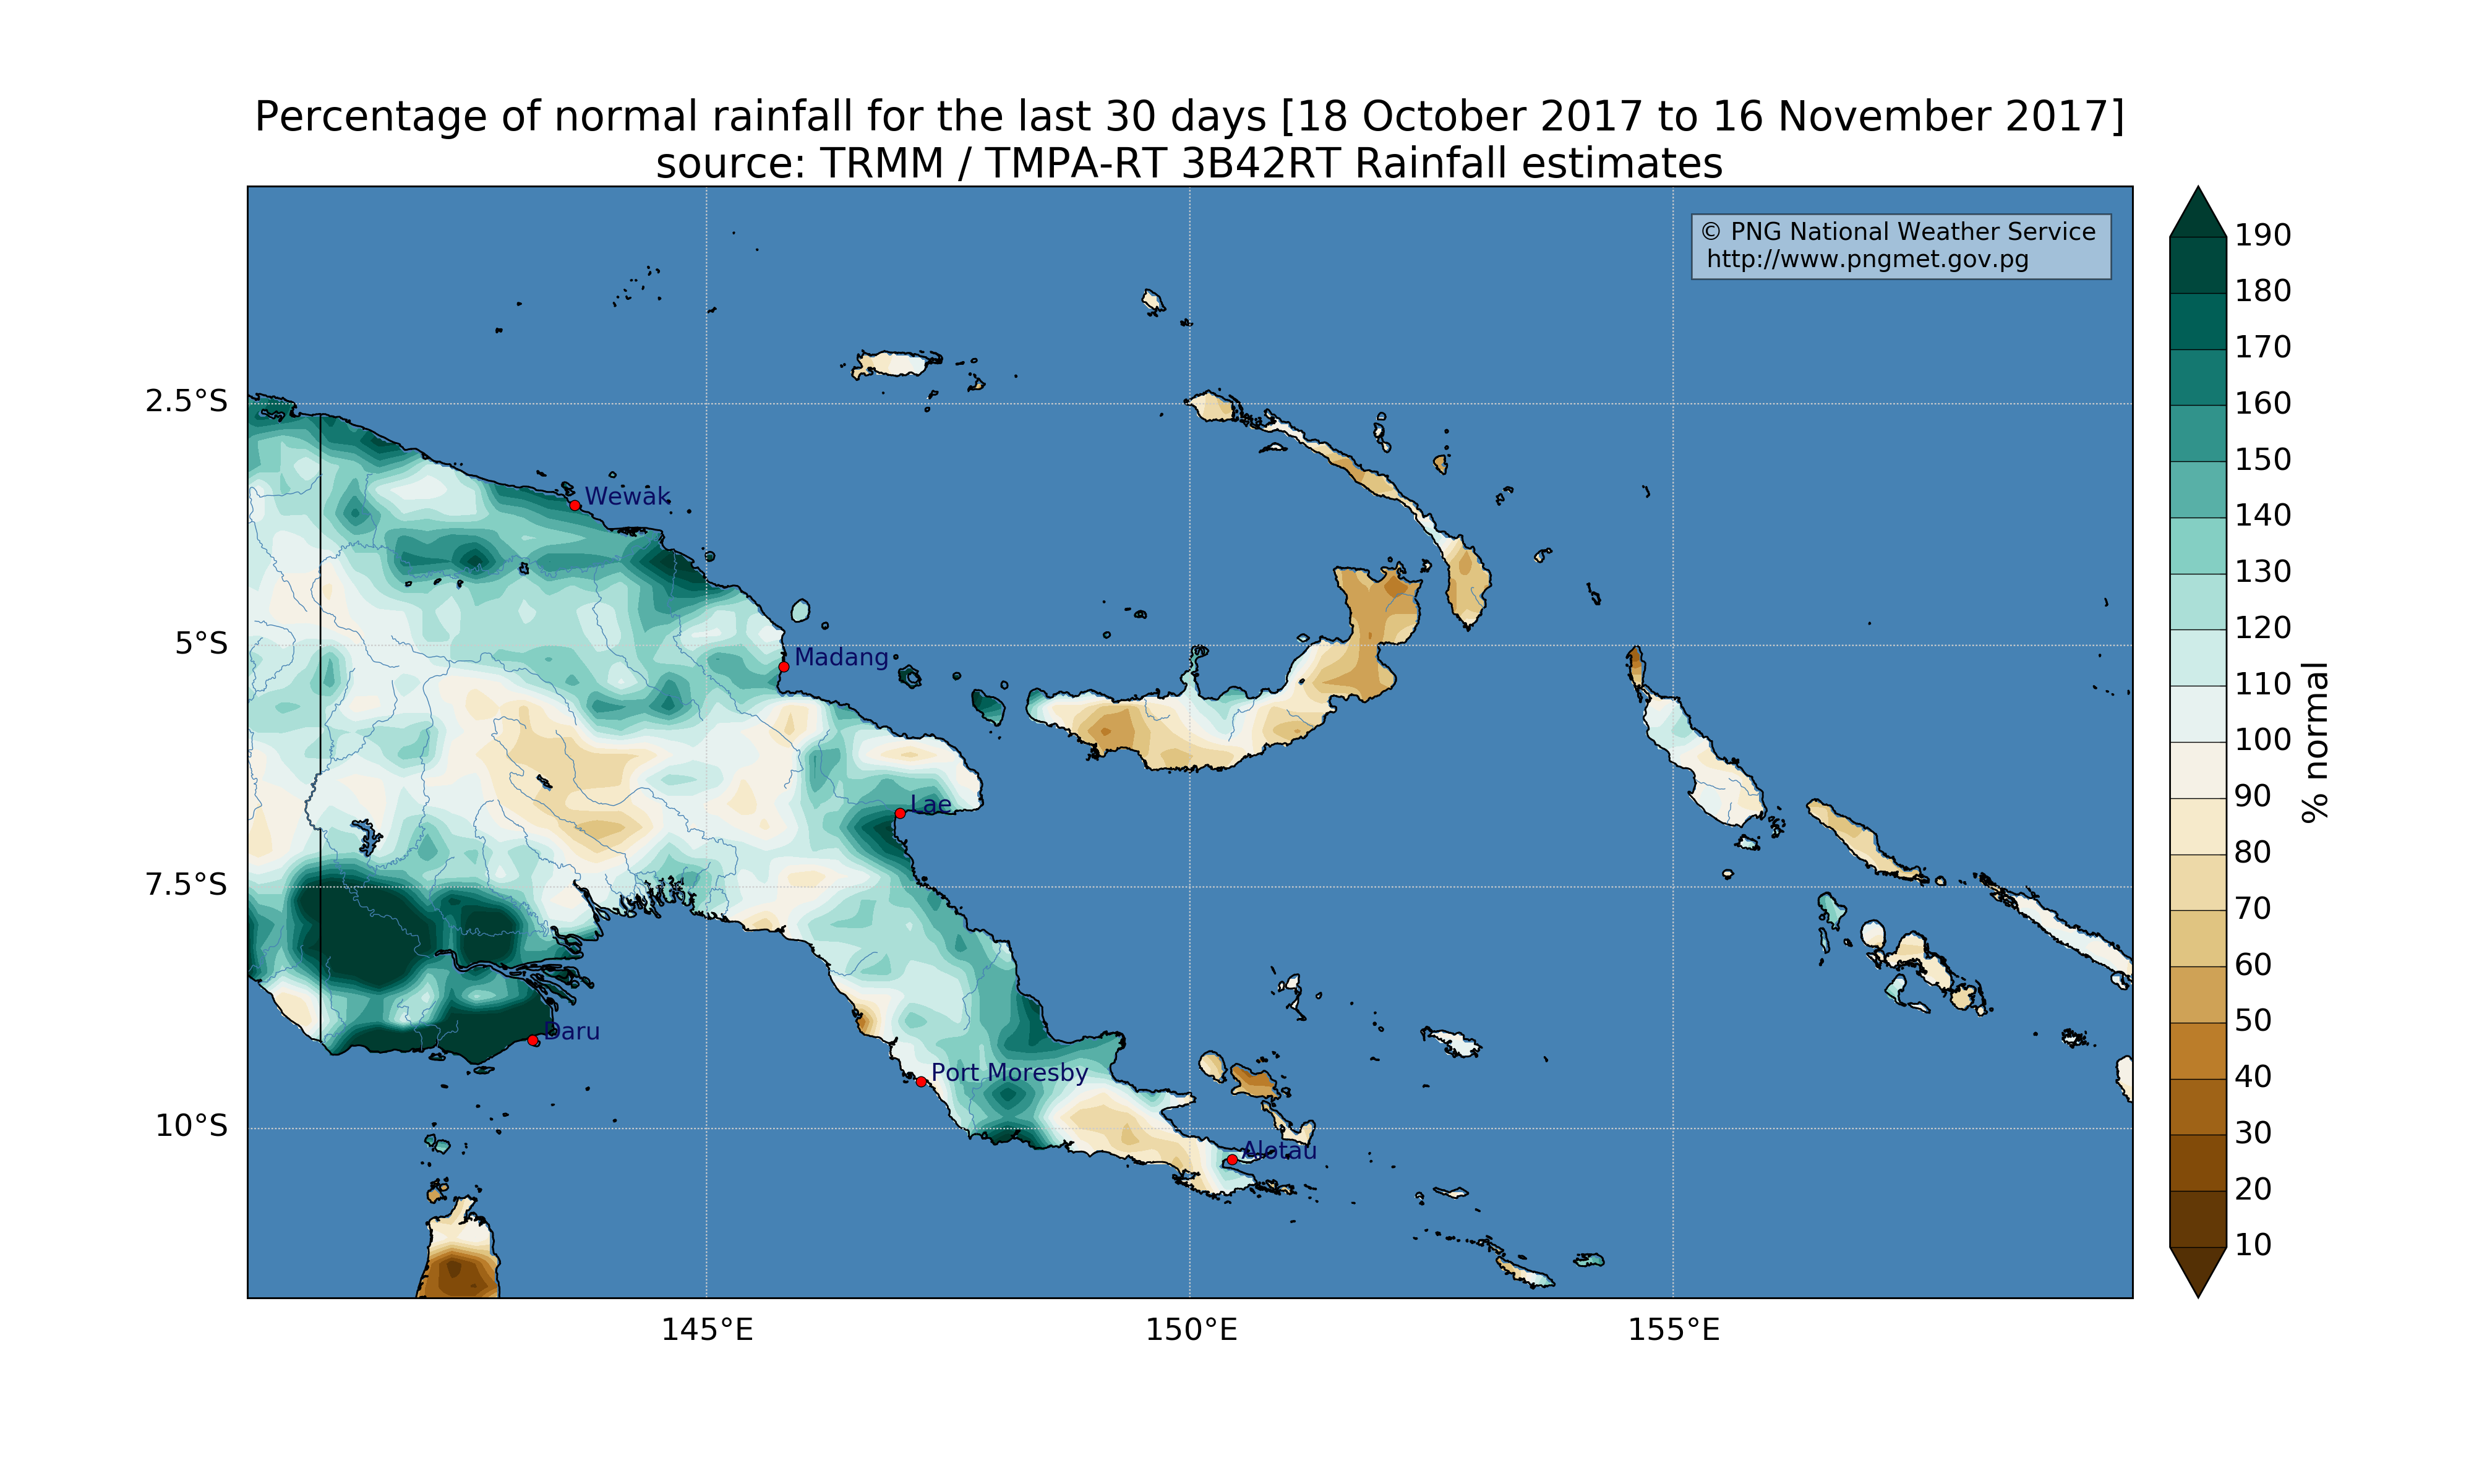 Percentage of normal rainfall for the last 30 days [18 October 2017 to 16 November 2017]
source: TRMM / TMPA-RT 3B42RT Rainfall estimates
© PNG National Weather Service
http://www.pngmet.gov.pg
2.5°S
5°S
7.5°S
10°S
Wewak
Madang
Lae
Daru
Port Moresby
Alotau
145°E
150°E
155°E
190
180
170
160
150
140
130
120
110
100
90
80
70
60
50
40
30
20
10
% normal